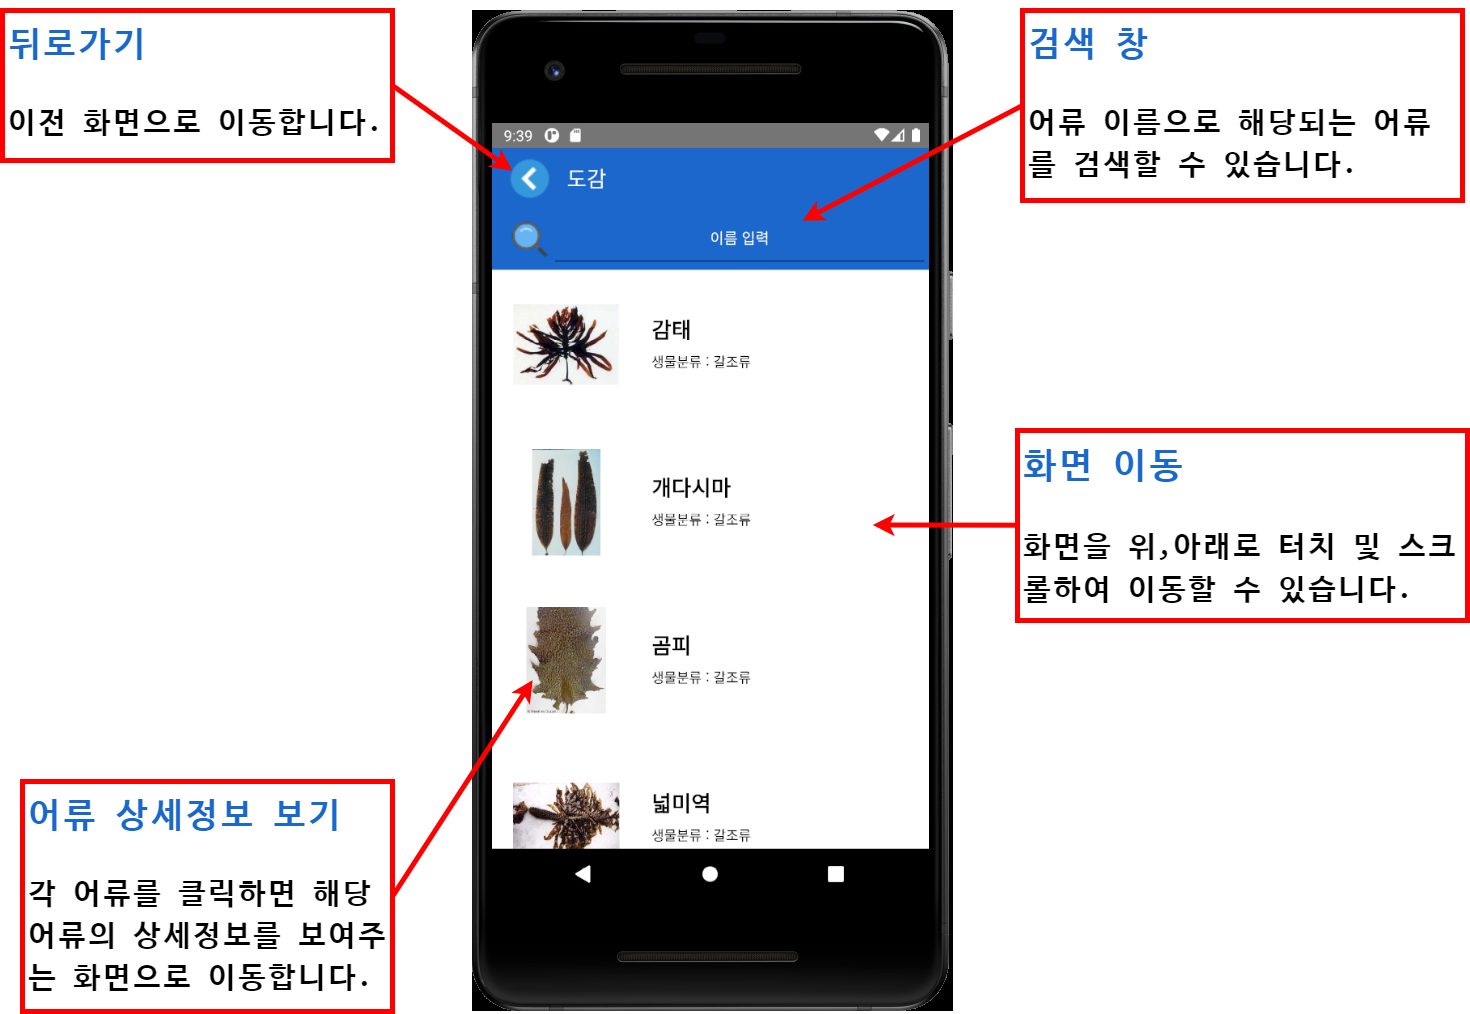 뒤로가기
이전 화면으로 이동합니다.
검색 창
어류 이름으로 해당되는 어류
를 검색할 수 있습니다.
9:39
도감
이름 입력
감태
생물분류 : 갈조류
개다시마
생물분류 : 갈조류
곰피
생물분류 : 갈조류
넓미역
생물분류 : 갈조류
화면 이동
화면을 위,아래로 터치 및 스크
롤하여 이동할 수 있습니다.
어류 상세정보 보기
각 어류를 클릭하면 해당
어류의 상세정보를 보여주
는 화면으로 이동합니다.